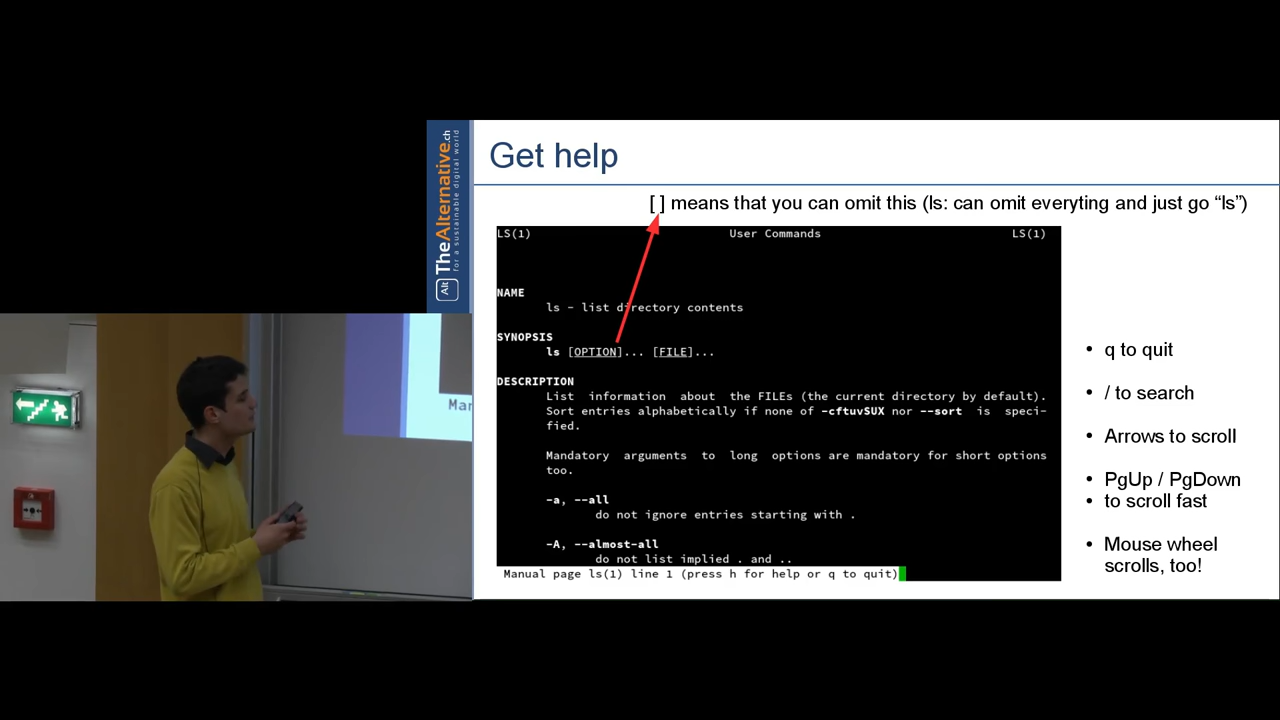 Get help
[ ] means that you can omit this (ls: can omit everyting and just go “ls”)
TheAlternative.ch
for a sustainable digital world
Alt
LS(1) User Commands LS(1)
NAME
ls - list directory contents
SYNOPSIS
ls [OPTION]... [FILE]...
DESCRIPTION
List information about the FILEs (the current directory by default).
Sort entries alphabetically if none of -cftuvSUX nor --sort is speci-
fied.
Mandatory arguments to long options are mandatory for short options
too.
-a, --all
do not ignore entries starting with .
-A, --almost-all
do not list implied . and ..
Manual page ls(1) line 1 (press h for help or q to quit)
• q to quit
• / to search
• Arrows to scroll
• PgUp / PgDown
• to scroll fast
• Mouse wheel
scrolls, too!
Man